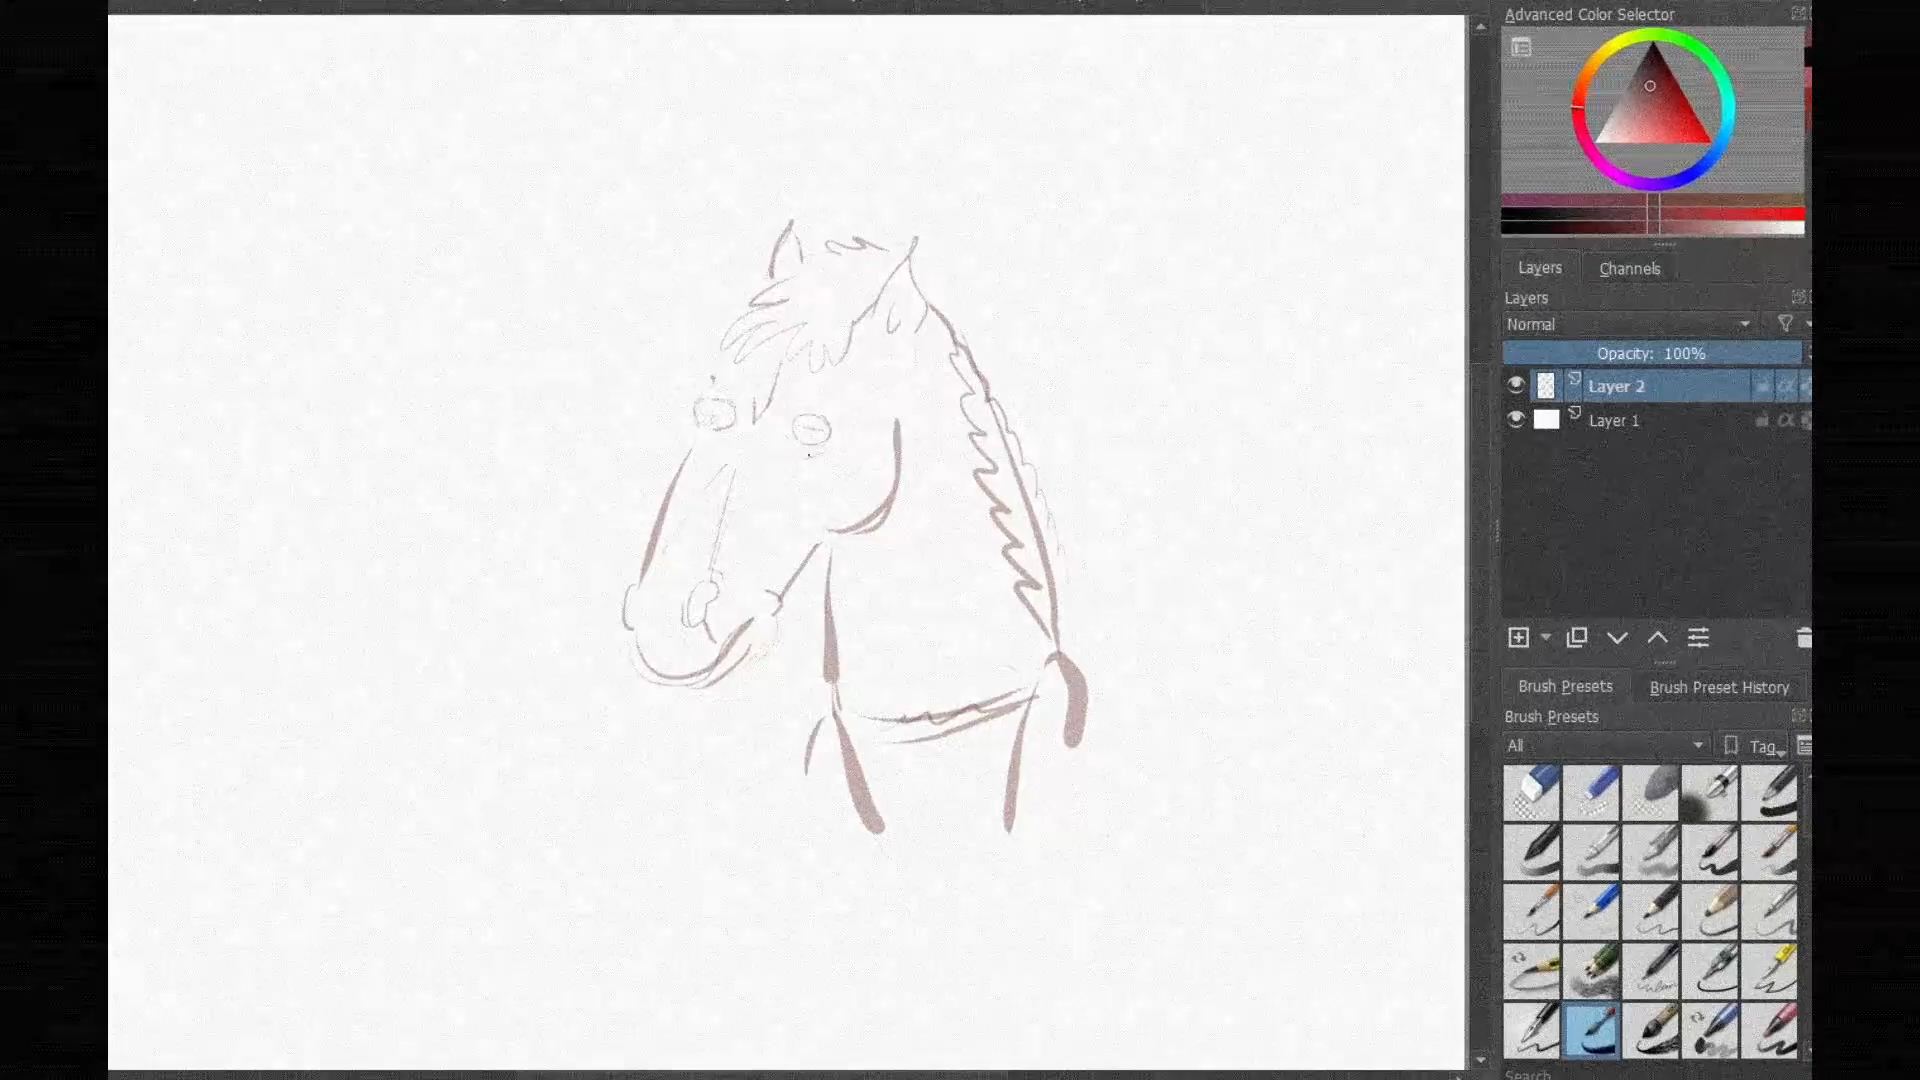 Advanced Color Selector
Layers Channels
Layers
Normal
Opacity: 100%
Layer 2
Layer 1
Brush Presets Brush Preset History
Brush Presets
All Tag
Search